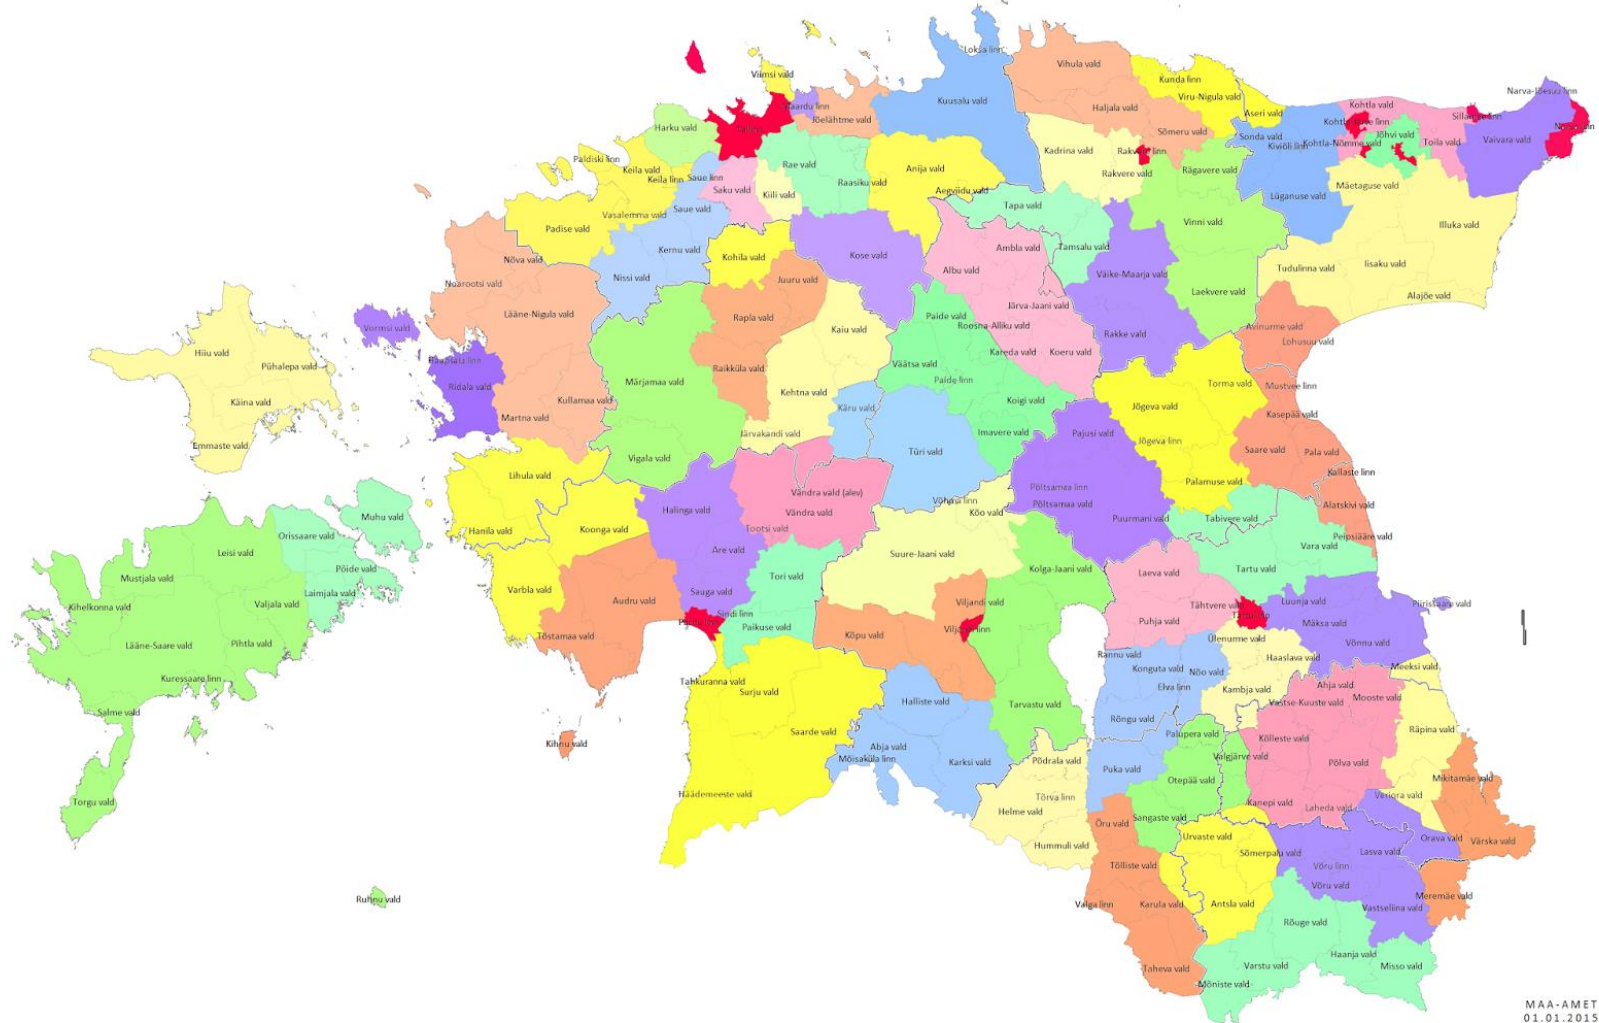 Loksa linn
Vihula vald
Viimsi vald
Kunda linn
Narva-Jõesuu linn
Maardu linn
Kuusalu vald
Viru-Nigula vald
Haljala vald
Kohtla vald
Jõelähtme vald
Aseri vald
Harku vald
Sõmeru vald
Sonda vald
Jõhvi vald
Vaivara vald
Kohtla-Nõmme vald
Toila vald
Kiviõli linn
Kadrina vald
Paldiski linn
Rae vald
Anija vald
Rakvere vald
Rägavere vald
Keila vald
Keila linn
Saue linn
Raasiku vald
Saku vald
Kiili vald
Aegviidu vald
Mäetaguse vald
Lüganuse vald
Tapa vald
Saue vald
Vasalemma vald
Vinni vald
Illuka vald
Padise vald
Kernu vald
Ambla vald
Tamsalu vald
Kohila vald
Kose vald
Nõva vald
Albu vald
Väike-Maarja vald
Tudulinna vald
Iisaku vald
Nissi vald
Juuru vald
Noarootsi vald
Laekvere vald
Alajõe vald
Järva-Jaani vald
Lääne-Nigula vald
Rapla vald
Paide vald
Roosna-Alliku vald
Vormsi vald
Kaiu vald
Rakke vald
Avinurme vald
Lohusuu vald
Hiiu vald
Pühalepa vald
Haapsalu linn
Kareda vald
Koeru vald
Väätsa vald
Raikküla vald
Ridala vald
Märjamaa vald
Paide linn
Torma vald
Mustvee linn
Kehtna vald
Käina vald
Kullamaa vald
Käru vald
Koigi vald
Jõgeva vald
Kasepää vald
Martna vald
Järvakandi vald
Imavere vald
Pajusi vald
Emmaste vald
Jõgeva linn
Türi vald
Saare vald
Pala vald
Vigala vald
Lihula vald
Kallaste linn
Palamuse vald
Põltsamaa linn
Vändra vald (alev)
Võhma linn
Põltsamaa vald
Alatskivi vald
Halinga vald
Vändra vald
Köo vald
Muhu vald
Puurmani vald
Tabivere vald
Hanila vald
Koonga vald
Tootsi vald
Orissaare vald
Peipsiääre vald
Leisi vald
Are vald
Suure-Jaani vald
Vara vald
Pöide vald
Kolga-Jaani vald
Laeva vald
Tartu vald
Mustjala vald
Tori vald
Varbla vald
Sauga vald
Laimjala vald
Audru vald
Viljandi vald
Luunja vald
Piirissaare vald
Kihelkonna vald
Valjala vald
Tähtvere vald
Sindi linn
Puhja vald
Mäksa vald
Paikuse vald
Tõstamaa vald
Kõpu vald
Viljandi linn
Ülenurme vald
Võnnu vald
Lääne-Saare vald
Pihtla vald
Rannu vald
Haaslava vald
Konguta vald
Nõo vald
Meeksi vald
Kuressaare linn
Tahkuranna vald
Surju vald
Elva linn
Kambja vald
Ahja vald
Mooste vald
Halliste vald
Tarvastu vald
Vastse-Kuuste vald
Salme vald
Rõngu vald
Saarde vald
Palupera vald
Räpina vald
Kihnu vald
Abja vald
Kõlleste vald
Mõisaküla linn
Karksi vald
Põdrala vald
Valgjärve vald
Põlva vald
Puka vald
Otepää vald
Mikitamäe vald
Häädemeeste vald
Tõrva linn
Veriora vald
Torgu vald
Kanepi vald
Laheda vald
Helme vald
Sangaste vald
Õru vald
Urvaste vald
Orava vald
Värska vald
Hummuli vald
Sõmerpalu vald
Lasva vald
Tõlliste vald
Võru linn
Võru vald
Meremäe vald
Ruhnu vald
Valga linn
Karula vald
Antsla vald
Vastseliina vald
Rõuge vald
Haanja vald
Taheva vald
Varstu vald
Misso vald
Mõniste vald
MAA-AMET
01.01.2015